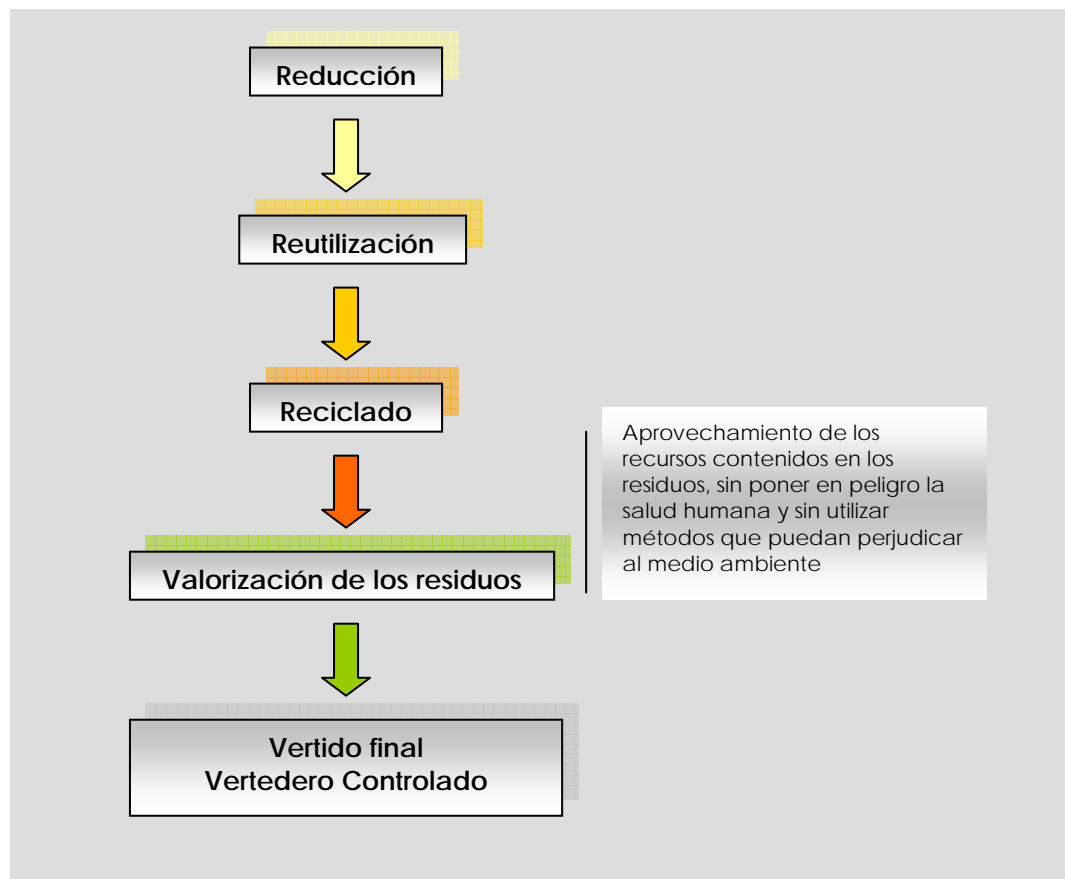 Reducción
Reutilización
Reciclado
Aprovechamiento de los
recursos contenidos en los
residuos, sin poner en peligro la
salud humana y sin utilizar
métodos que puedan perjudicar
al medio ambiente
Valorización de los residuos
Vertido final
Vertedero Controlado